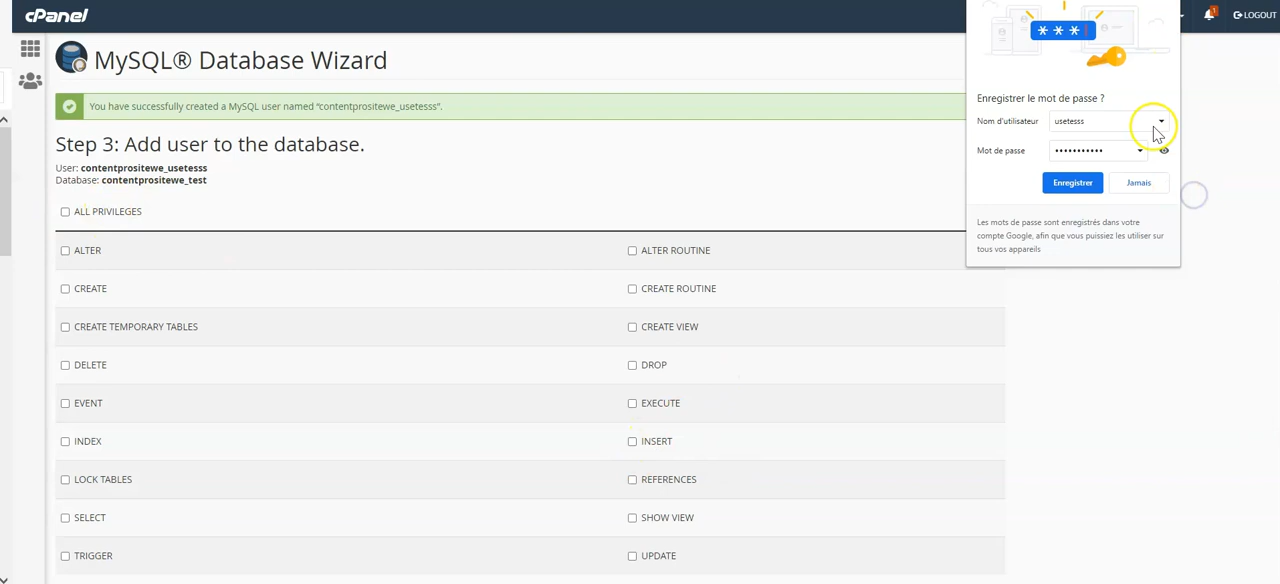 cPanel
1
LOGOUT
MySQL® Database Wizard
You have successfully created a MySQL user named “contentprositewe_usetesss”.
Step 3: Add user to the database.
User: contentprositewe_usetesss
Database: contentprositewe_test
ALL PRIVILEGES
ALTER
ALTER ROUTINE
CREATE
CREATE ROUTINE
CREATE TEMPORARY TABLES
CREATE VIEW
DELETE
DROP
EVENT
EXECUTE
INDEX
INSERT
LOCK TABLES
REFERENCES
SELECT
SHOW VIEW
TRIGGER
UPDATE
* * *
Enregistrer le mot de passe ?
Nom d'utilisateur usetesss
Mot de passe •••••••••••
Enregistrer Jamais
Les mots de passe sont enregistrés dans votre
compte Google, afin que vous puissiez les utiliser sur
tous vos appareils